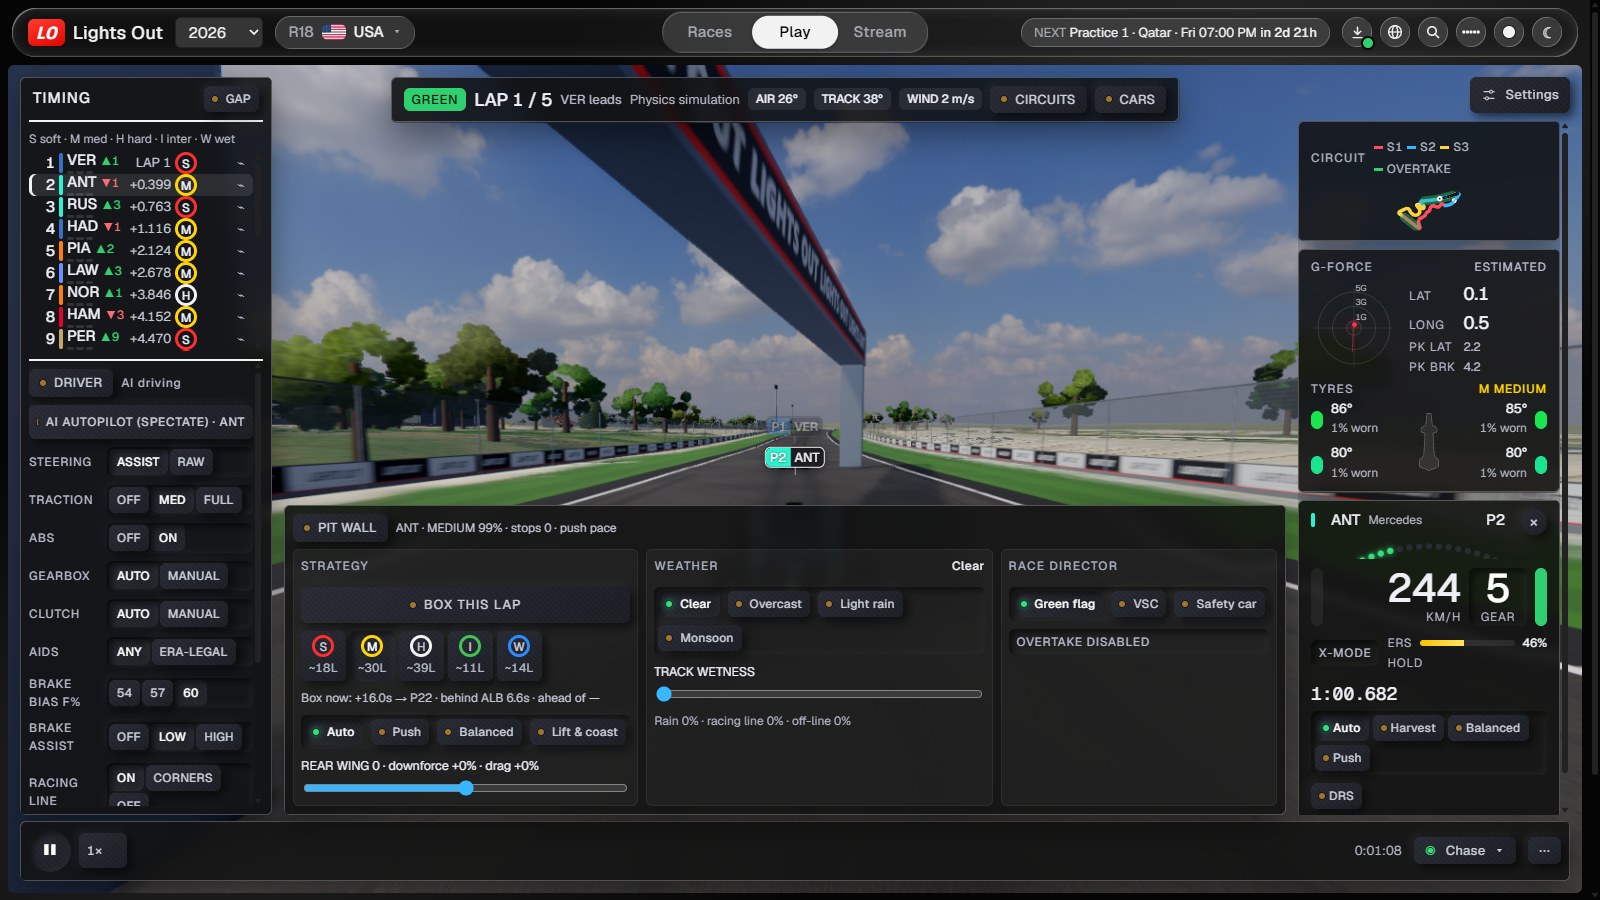 LO Lights Out
2026
R18 USA
Races Play Stream
NEXT Practice 1 · Qatar · Fri 07:00 PM in 2d 21h
TIMING
GAP
S soft · M med · H hard · I inter · W wet
1 VER ▲1 LAP 1 S
2 ANT ▼1 +0.399 M
3 RUS ▲3 +0.763 S
4 HAD ▼1 +1.116 M
5 PIA ▲2 +2.124 M
6 LAW ▲3 +2.678 M
7 NOR ▲1 +3.846 H
8 HAM ▼3 +4.152 M
9 PER ▲9 +4.470 S
DRIVER AI driving
AI AUTOPILOT (SPECTATE) · ANT
STEERING ASSIST RAW
TRACTION OFF MED FULL
ABS OFF ON
GEARBOX AUTO MANUAL
CLUTCH AUTO MANUAL
AIDS ANY ERA-LEGAL
BRAKE BIAS F% 54 57 60
BRAKE ASSIST OFF LOW HIGH
RACING LINE ON CORNERS
OFF
GREEN LAP 1 / 5 VER leads Physics simulation AIR 26° TRACK 38° WIND 2 m/s CIRCUITS CARS
OUT LIGHTS OUT LIGHTS OUT
P1 VER
P2 ANT
PIT WALL ANT · MEDIUM 99% · stops 0 · push pace
STRATEGY
BOX THIS LAP
S M H I W
~18L ~30L ~39L ~11L ~14L
Box now: +16.0s → P22 · behind ALB 6.6s · ahead of —
Auto Push Balanced Lift & coast
REAR WING 0 · downforce +0% · drag +0%
WEATHER Clear
Clear Overcast Light rain
Monsoon
TRACK WETNESS
Rain 0% · racing line 0% · off-line 0%
RACE DIRECTOR
Green flag VSC Safety car
OVERTAKE DISABLED
Settings
CIRCUIT S1 S2 S3
OVERTAKE
G-FORCE ESTIMATED
5G
3G
1G
LAT 0.1
LONG 0.5
PK LAT 2.2
PK BRK 4.2
TYRES M MEDIUM
86° 85°
1% worn 1% worn
80° 80°
1% worn 1% worn
ANT Mercedes P2 ×
244 5
KM/H GEAR
X-MODE ERS 46%
HOLD
1:00.682
Auto Harvest Balanced
Push
DRS
1×
0:01:08 Chase ...